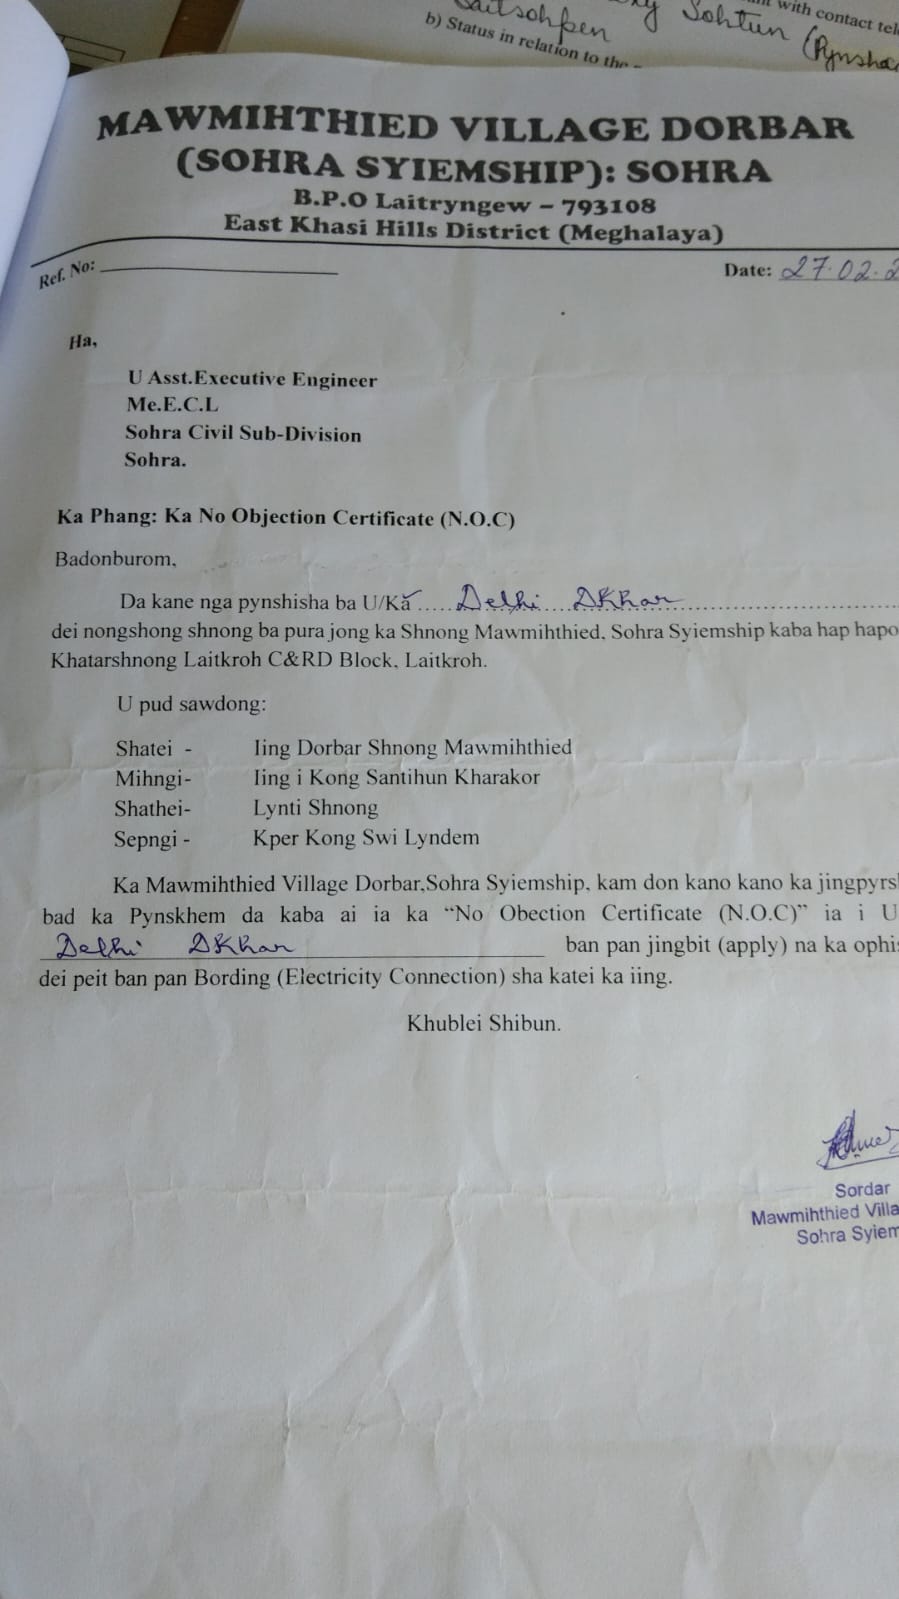 with contact tel
Laitsohpen Sohtun (Pynsha
b) Status in relation to the
MAWMIHTHIED VILLAGE DORBAR
(SOHRA SYIEMSHIP): SOHRA
B.P.O Laitryngew – 793108
East Khasi Hills District (Meghalaya)
Ref. No:
Date: 27.02.2
Ha,
U Asst.Executive Engineer
Me.E.C.L
Sohra Civil Sub-Division
Sohra.
Ka Phang: Ka No Objection Certificate (N.O.C)
Badonburom,
Da kane nga pynshisha ba U/Ka Delhi Dkhar
dei nongshong shnong ba pura jong ka Shnong Mawmihthied, Sohra Syiemship kaba hap hapo
Khatarshnong Laitkroh C&RD Block, Laitkroh.
U pud sawdong:
Shatei - Iing Dorbar Shnong Mawmihthied
Mihngi- Iing i Kong Santihun Kharakor
Shathei- Lynti Shnong
Sepngi - Kper Kong Swi Lyndem
Ka Mawmihthied Village Dorbar,Sohra Syiemship, kam don kano kano ka jingpyrs
bad ka Pynskhem da kaba ai ia ka “No Obection Certificate (N.O.C)” ia i U
Delhi Dkhar ban pan jingbit (apply) na ka ophi
dei peit ban pan Bording (Electricity Connection) sha katei ka iing.
Khublei Shibun.
Sordar
Mawmihthied Villa
Sohra Syiem